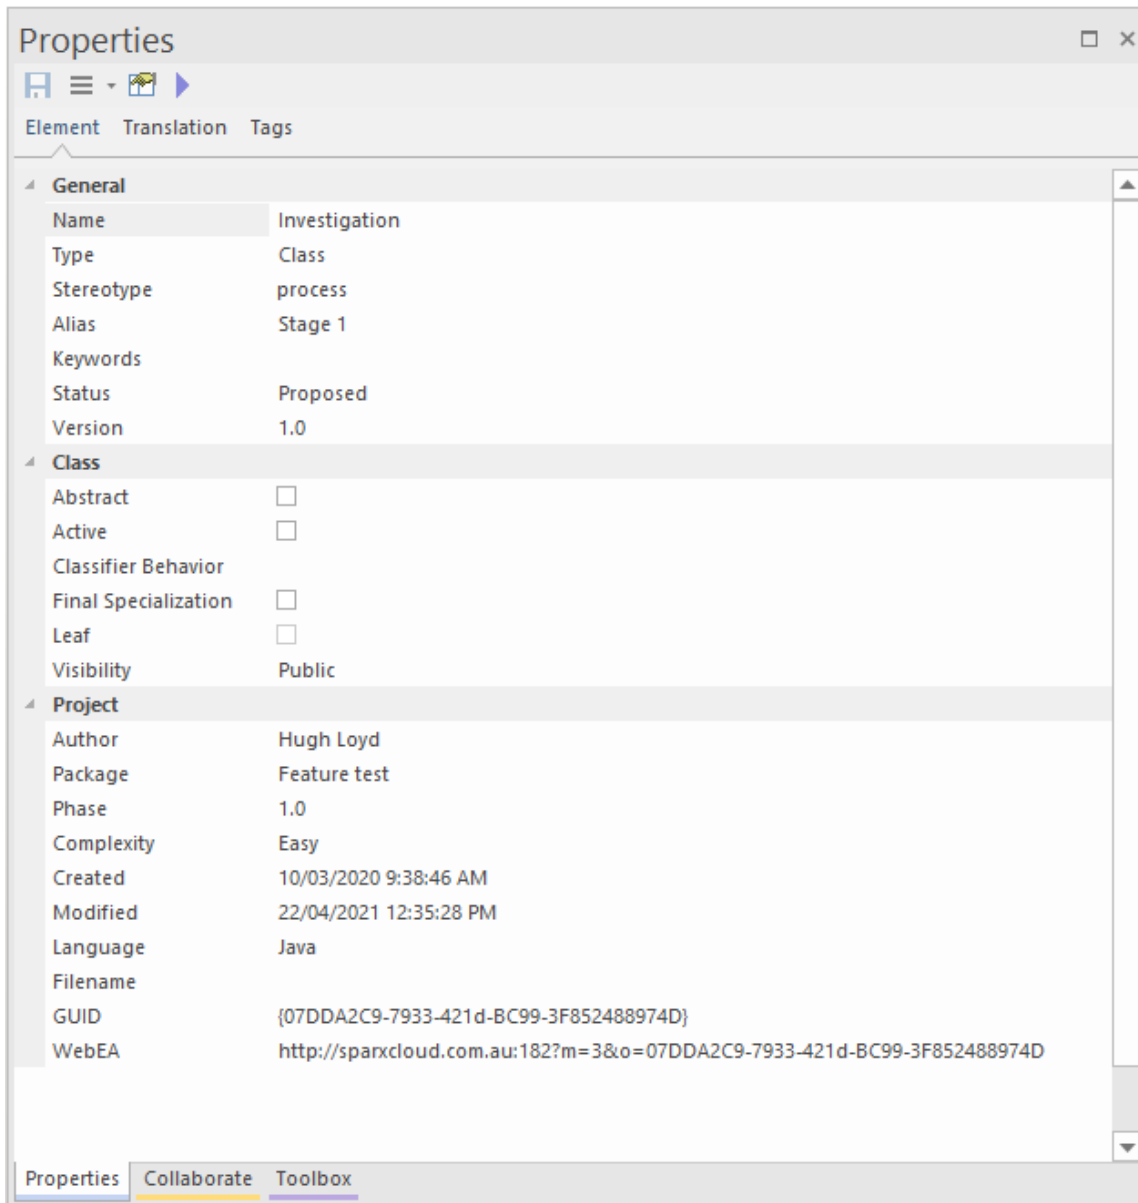 Properties
Element Translation Tags
General
Name Investigation
Type Class
Stereotype process
Alias Stage 1
Keywords
Status Proposed
Version 1.0
Class
Abstract
Active
Classifier Behavior
Final Specialization
Leaf
Visibility Public
Project
Author Hugh Loyd
Package Feature test
Phase 1.0
Complexity Easy
Created 10/03/2020 9:38:46 AM
Modified 22/04/2021 12:35:28 PM
Language Java
Filename
GUID {07DDA2C9-7933-421d-BC99-3F852488974D}
WebEA http://sparxcloud.com.au:182?m=3&o=07DDA2C9-7933-421d-BC99-3F852488974D
Properties Collaborate Toolbox